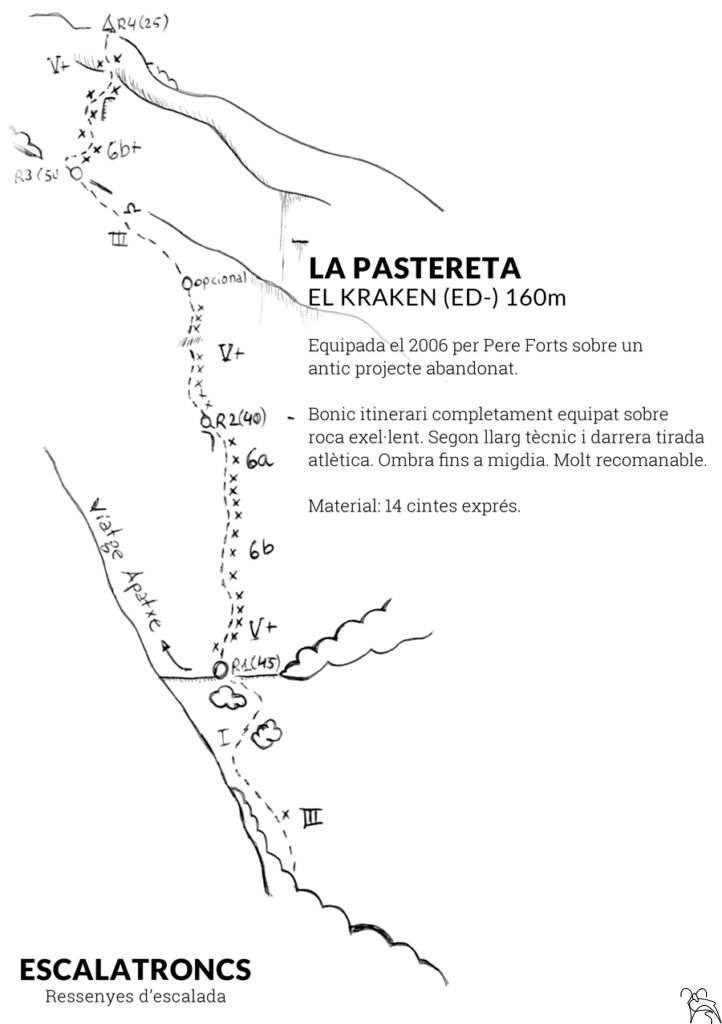 R4(25)
V+
6b+
R3(50
III
opcional
V+
LA PASTERETA
EL KRAKEN (ED-) 160m
Equipada el 2006 per Pere Forts sobre un
antic projecte abandonat.
Bonic itinerari completament equipat sobre
roca exel·lent. Segon llarg tècnic i darrera tirada
atlètica. Ombra fins a migdia. Molt recomanable.
Material: 14 cintes exprés.
R2(40)
6a
6b
Viatge Apatxe
V+
R1(45)
I
III
ESCALATRONCS
Ressenyes d'escalada